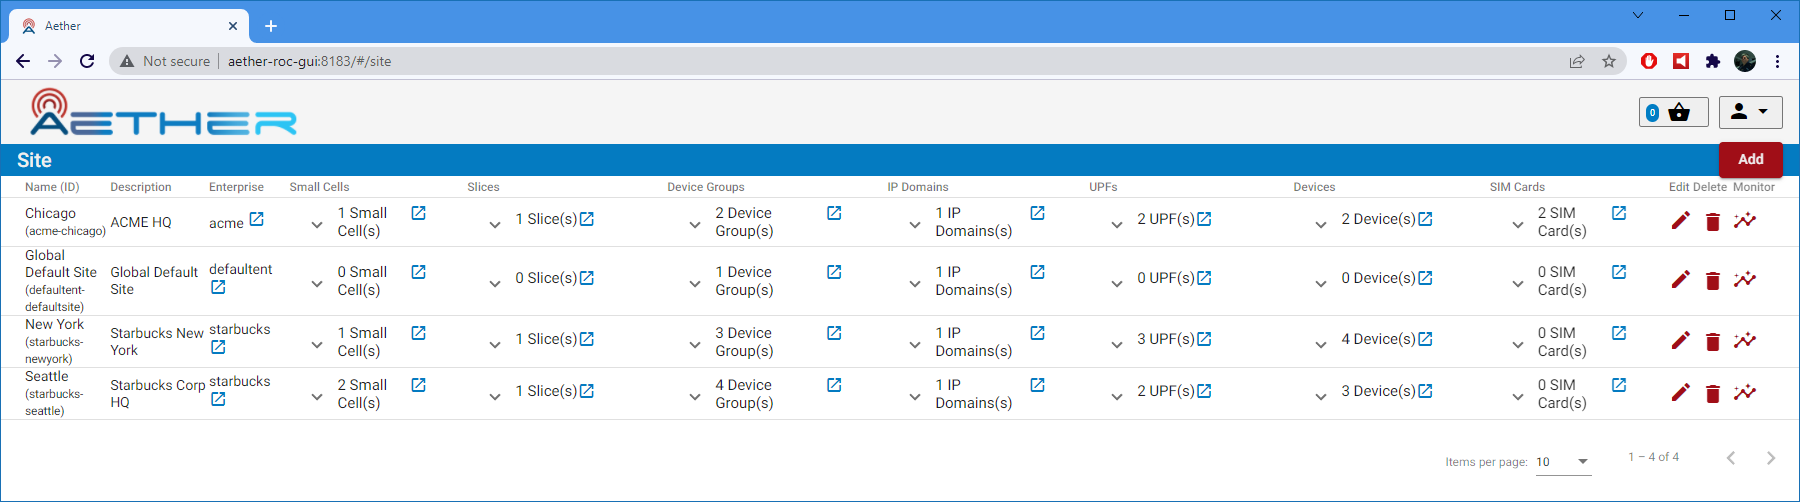 Aether
Not secure aether-roc-gui:8183/#/site
AETHER
0
Site Add
Name (ID) Description Enterprise Small Cells Slices Device Groups IP Domains UPFs Devices SIM Cards Edit Delete Monitor
Chicago
(acme-chicago)
ACME HQ
acme
1 Small
Cell(s)
1 Slice(s)
2 Device
Group(s)
1 IP
Domains(s)
2 UPF(s)
2 Device(s)
2 SIM
Card(s)
Global
Default Site
(defaultent-
defaultsite)
Global Default
Site
defaultent
0 Small
Cell(s)
0 Slice(s)
1 Device
Group(s)
1 IP
Domains(s)
0 UPF(s)
0 Device(s)
0 SIM
Card(s)
New York
(starbucks-
newyork)
Starbucks New
York
starbucks
1 Small
Cell(s)
1 Slice(s)
3 Device
Group(s)
1 IP
Domains(s)
3 UPF(s)
4 Device(s)
0 SIM
Card(s)
Seattle
(starbucks-
seattle)
Starbucks Corp
HQ
starbucks
2 Small
Cell(s)
1 Slice(s)
4 Device
Group(s)
1 IP
Domains(s)
2 UPF(s)
3 Device(s)
0 SIM
Card(s)
Items per page: 10 1 – 4 of 4